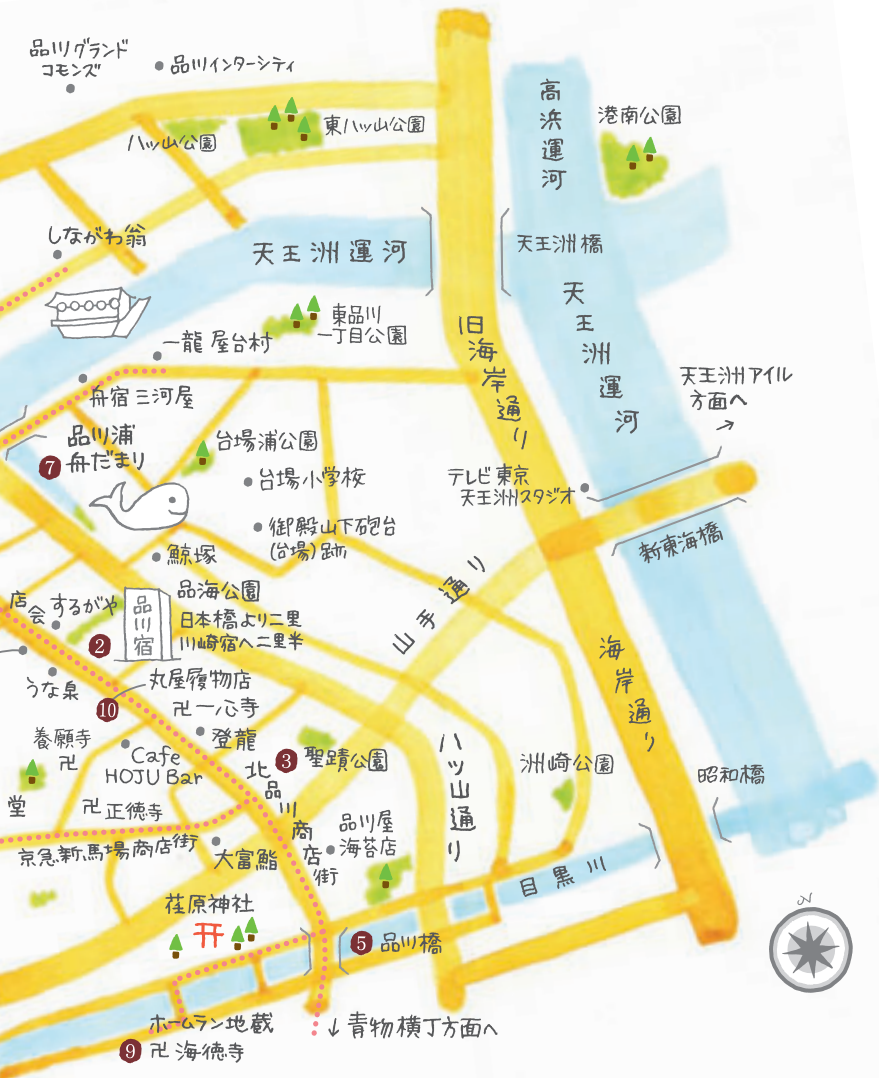 品川グランド
コモンズ
品川インターシティ
八ツ山公園
東八ツ山公園
高浜運河
港南公園
しながわ翁
天王洲運河
天王洲橋
天王洲運河
東品川
一丁目公園
旧海岸通り
一龍 屋台村
舟宿 三河屋
天王洲アイル
方面へ
→
7 品川浦
舟だまり
台場浦公園
台場小学校
テレビ東京
天王洲スタジオ
御殿山下砲台
(台場)跡
新東海橋
鯨塚
山手通り
品海公園
品川宿
日本橋より二里
川崎宿へ二里半
店会
するがや
2
うな泉
丸屋履物店
10
卍一心寺
海岸通り
養願寺
卍
登龍
Cafe
HOJU Bar
3 聖蹟公園
八ツ山通り
洲崎公園
昭和橋
北品川商店街
堂
卍正徳寺
品川屋
海苔店
京急新馬場商店街
大富鮨
目黒川
荏原神社
5 品川橋
N
ホームラン地蔵
9 卍海徳寺
↓青物横丁方面へ